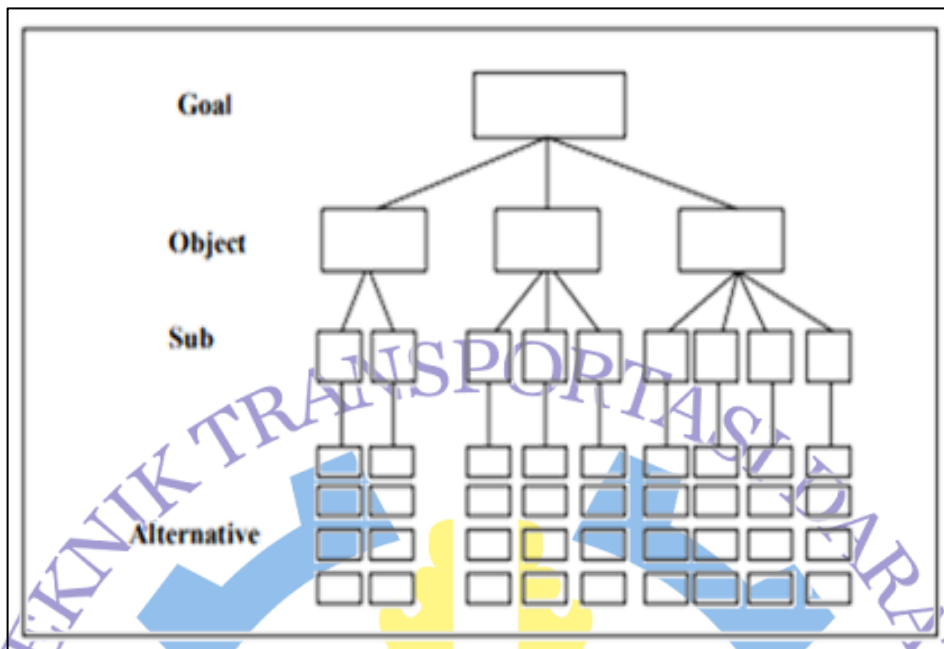 Goal
Object
Sub
TEKNIK TRANSPORTASI DARAT
Alternative